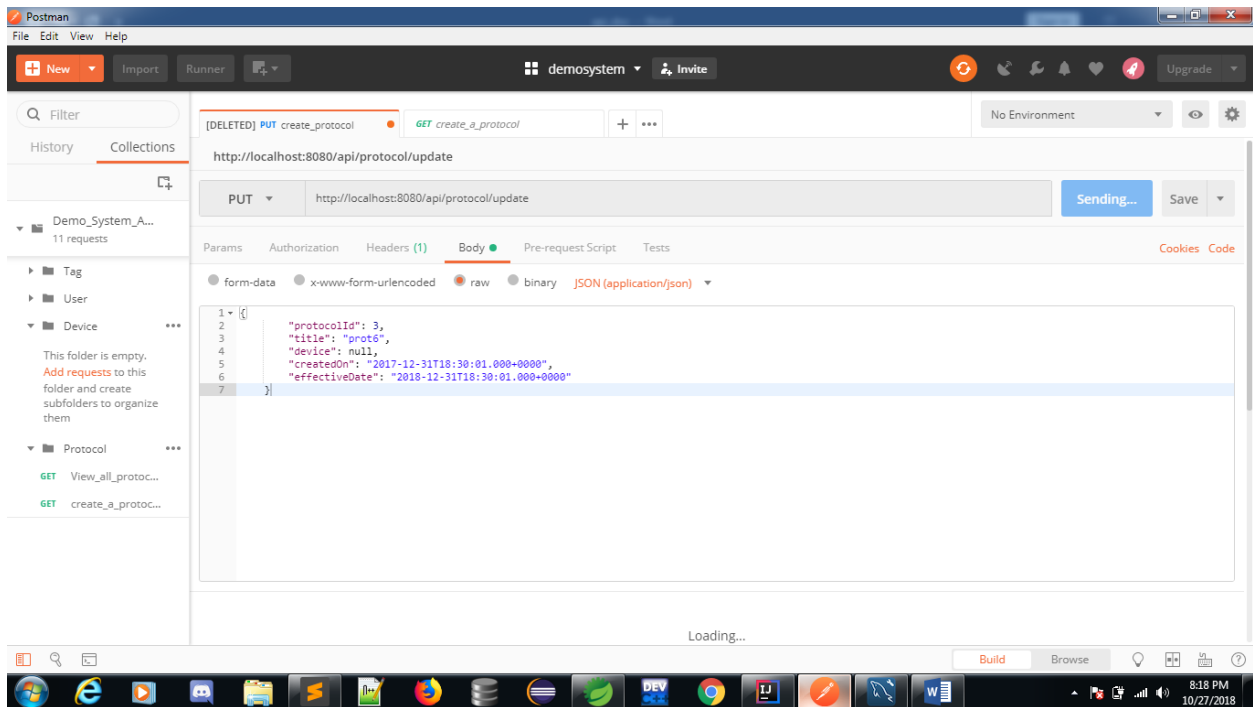 Postman
File Edit View Help
New Import Runner demosystem Invite Upgrade
Filter
History Collections
Demo_System_A...
11 requests
Tag
User
Device
This folder is empty.
Add requests to this
folder and create
subfolders to organize
them
Protocol
GET View_all_protoc...
GET create_a_protoc...
[DELETED] PUT create_protocol GET create_a_protocol
No Environment
http://localhost:8080/api/protocol/update
PUT http://localhost:8080/api/protocol/update Sending... Save
Params Authorization Headers (1) Body Pre-request Script Tests Cookies Code
form-data x-www-form-urlencoded raw binary JSON (application/json)
1 {
2 "protocolId": 3,
3 "title": "prot6",
4 "device": null,
5 "createdOn": "2017-12-31T18:30:01.000+0000",
6 "effectiveDate": "2018-12-31T18:30:01.000+0000"
7 }
Loading...
Build Browse
DEV
IJ
W
8:18 PM
10/27/2018